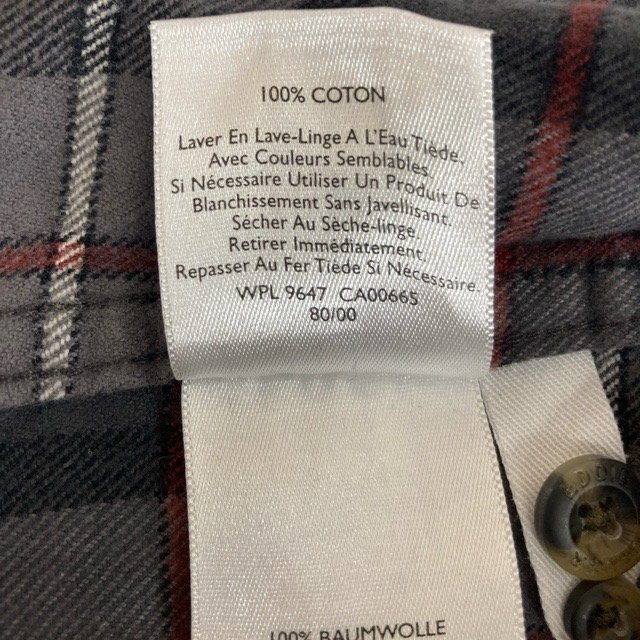 100% COTON
Laver En Lave-Linge A L'Eau Tiède.
Avec Couleurs Semblables.
Si Nécessaire Utiliser Un Produit De
Blanchissement Sans Javellisant.
Sécher Au Sèche-linge.
Retirer Immédiatement.
Repasser Au Fer Tiède Si Nécessaire.
WPL 9647 CA00665
80/00
100% BAUMWOLLE